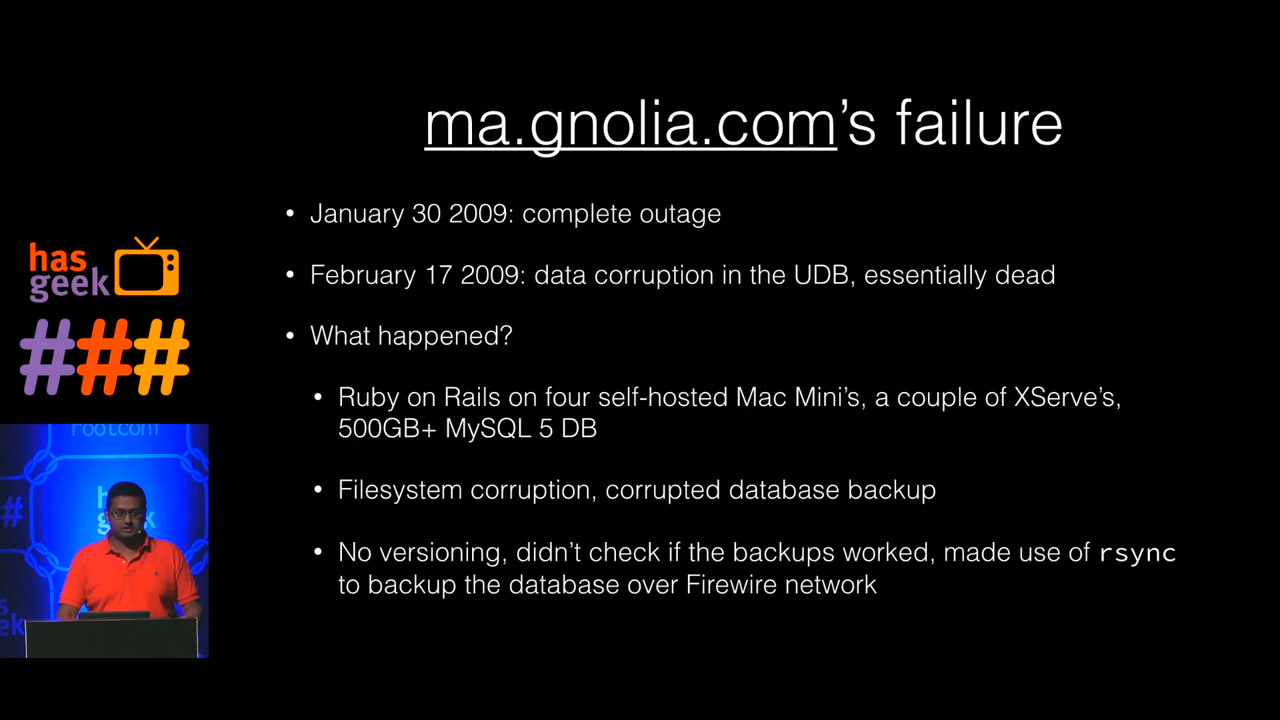 ma.gnolia.com's failure
• January 30 2009: complete outage
• February 17 2009: data corruption in the UDB, essentially dead
• What happened?
• Ruby on Rails on four self-hosted Mac Mini's, a couple of XServe's,
500GB+ MySQL 5 DB
• Filesystem corruption, corrupted database backup
• No versioning, didn't check if the backups worked, made use of rsync
to backup the database over Firewire network
has
geek
###
rootconf
#